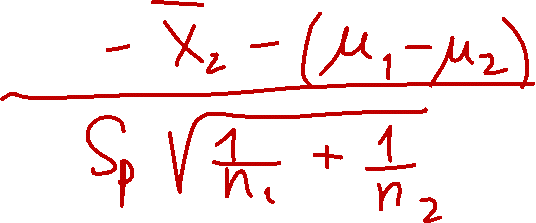 - X̅₂ - (μ₁ - μ₂)
Sp √ 1/n₁ + 1/n₂